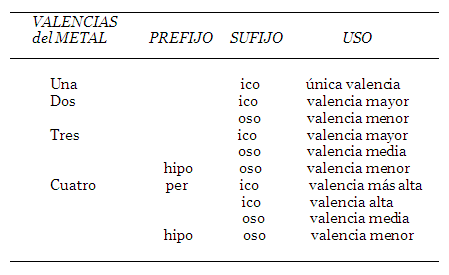 VALENCIAS
del METAL PREFIJO SUFIJO USO
Una ico única valencia
Dos ico valencia mayor
oso valencia menor
Tres ico valencia mayor
oso valencia media
hipo oso valencia menor
Cuatro per ico valencia más alta
ico valencia alta
oso valencia media
hipo oso valencia menor